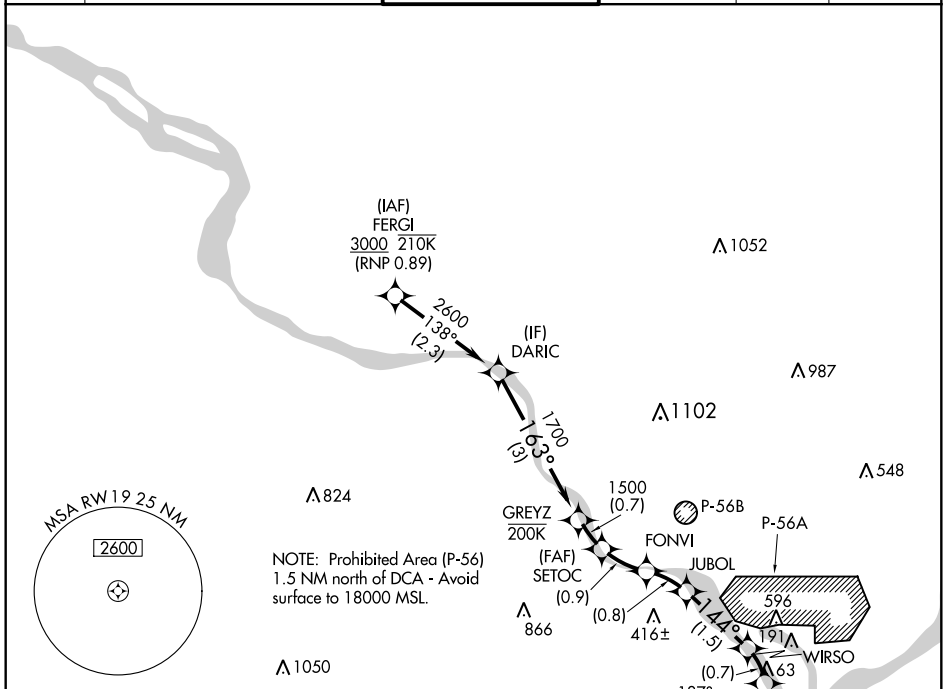 (IAF)
FERGI
3000 210K
(RNP 0.89)
1052
2600
138°
(2.3)
(IF)
DARIC
987
1102
1700
163°
(3)
548
824
MSA RW19 25 NM
2600
1500
(0.7)
GREYZ
200K
P-56B
P-56A
NOTE: Prohibited Area (P-56)
1.5 NM north of DCA - Avoid
surface to 18000 MSL.
(FAF)
SETOC
FONVI
JUBOL
(0.9)
(0.8)
866
416±
144°
(1.5)
596
191
WIRSO
1050
(0.7)
63